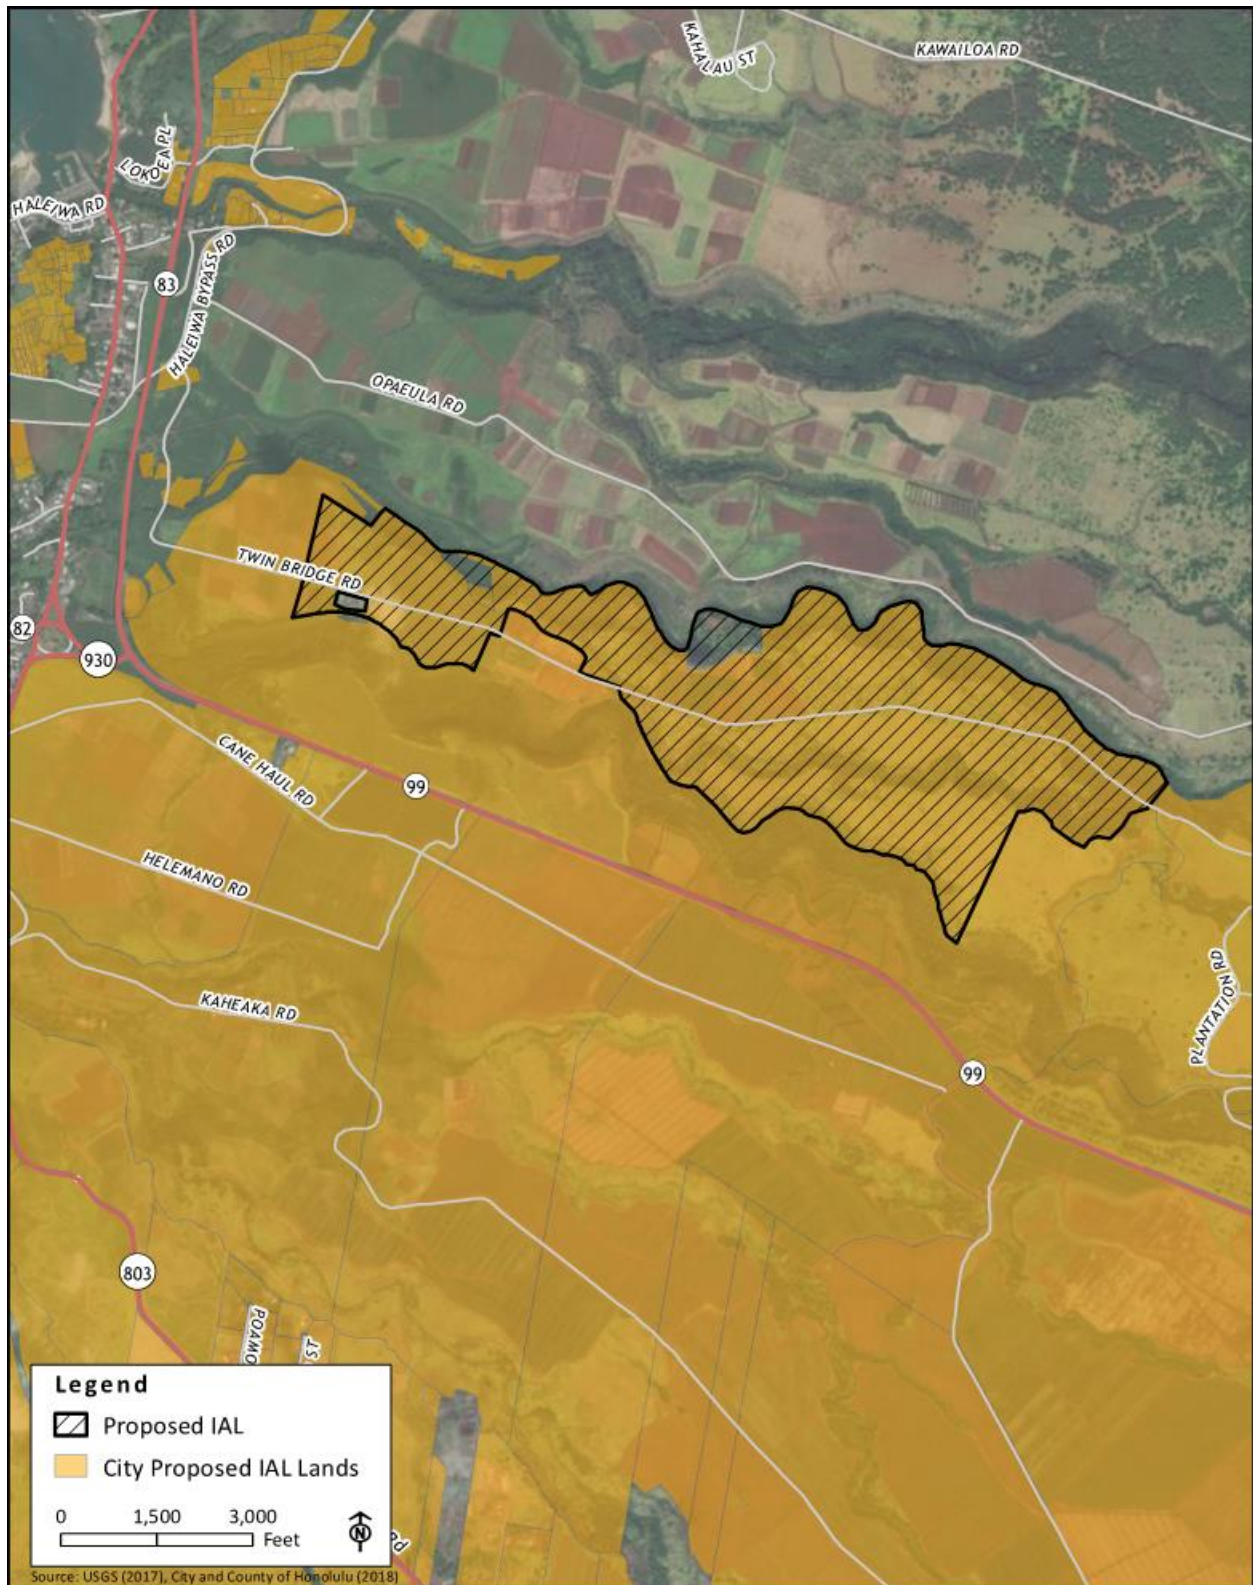 KAHALAU ST
KAWAILOA RD
LOKOEA PL
HALEIWA RD
83
HALEIWA BYPASS RD
OPAEULA RD
TWIN BRIDGE RD
82
930
CANE HAUL RD
99
HELEMANO RD
PLANTATION RD
KAHEAKA RD
99
803
POAMO
ST
Legend
Proposed IAL
City Proposed IAL Lands
0 1,500 3,000
Feet
N
Rd
Source: USGS (2017), City and County of Honolulu (2018)